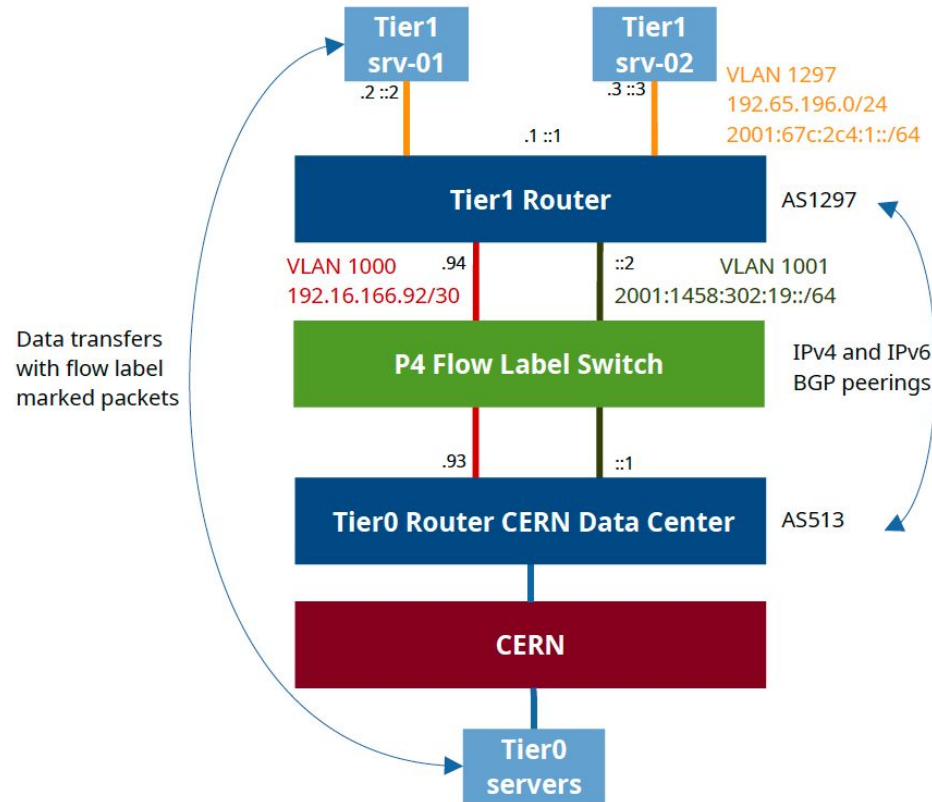 Tier1
srv-01
Tier1
srv-02
.2 ::2
.3 ::3
VLAN 1297
192.65.196.0/24
2001:67c:2c4:1::/64
.1 ::1
Tier1 Router
AS1297
VLAN 1000
192.16.166.92/30
.94
::2
VLAN 1001
2001:1458:302:19::/64
Data transfers
with flow label
marked packets
P4 Flow Label Switch
IPv4 and IPv6
BGP peerings
.93
::1
Tier0 Router CERN Data Center
AS513
CERN
Tier0
servers